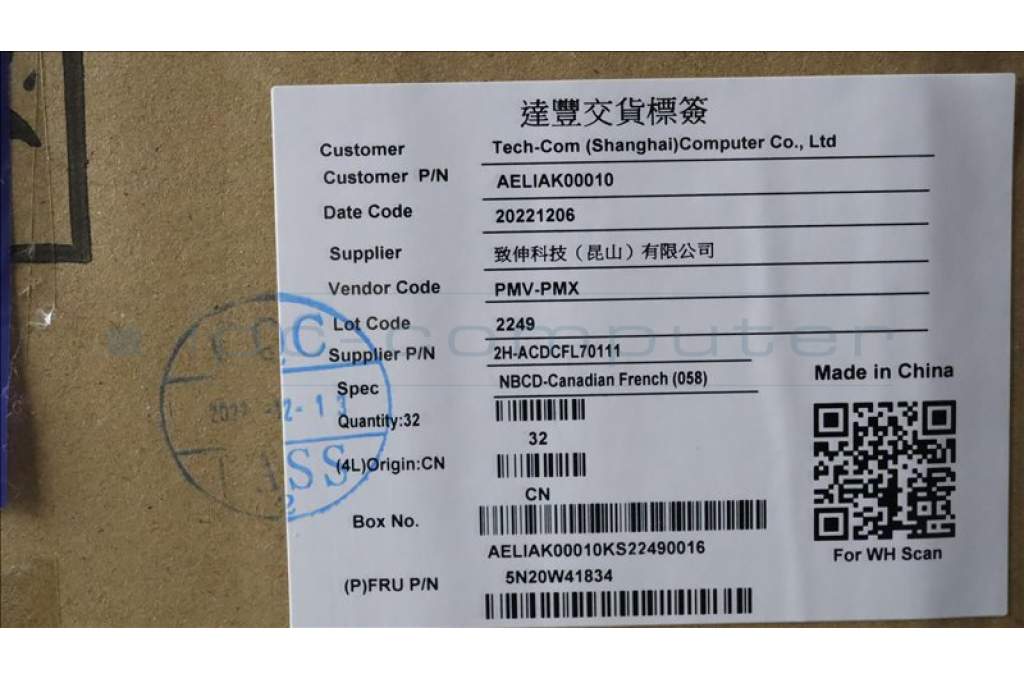 達豐交貨標簽
Customer Tech-Com (Shanghai)Computer Co., Ltd
Customer P/N AELIAK00010
Date Code 20221206
Supplier 致伸科技（昆山）有限公司
Vendor Code PMV-PMX
Lot Code 2249
Supplier P/N 2H-ACDCFL70111
Spec NBCD-Canadian French (058)
Made in China
Quantity:32
32
(4L)Origin:CN
CN
Box No.
AELIAK00010KS22490016
For WH Scan
(P)FRU P/N 5N20W41834
-computer